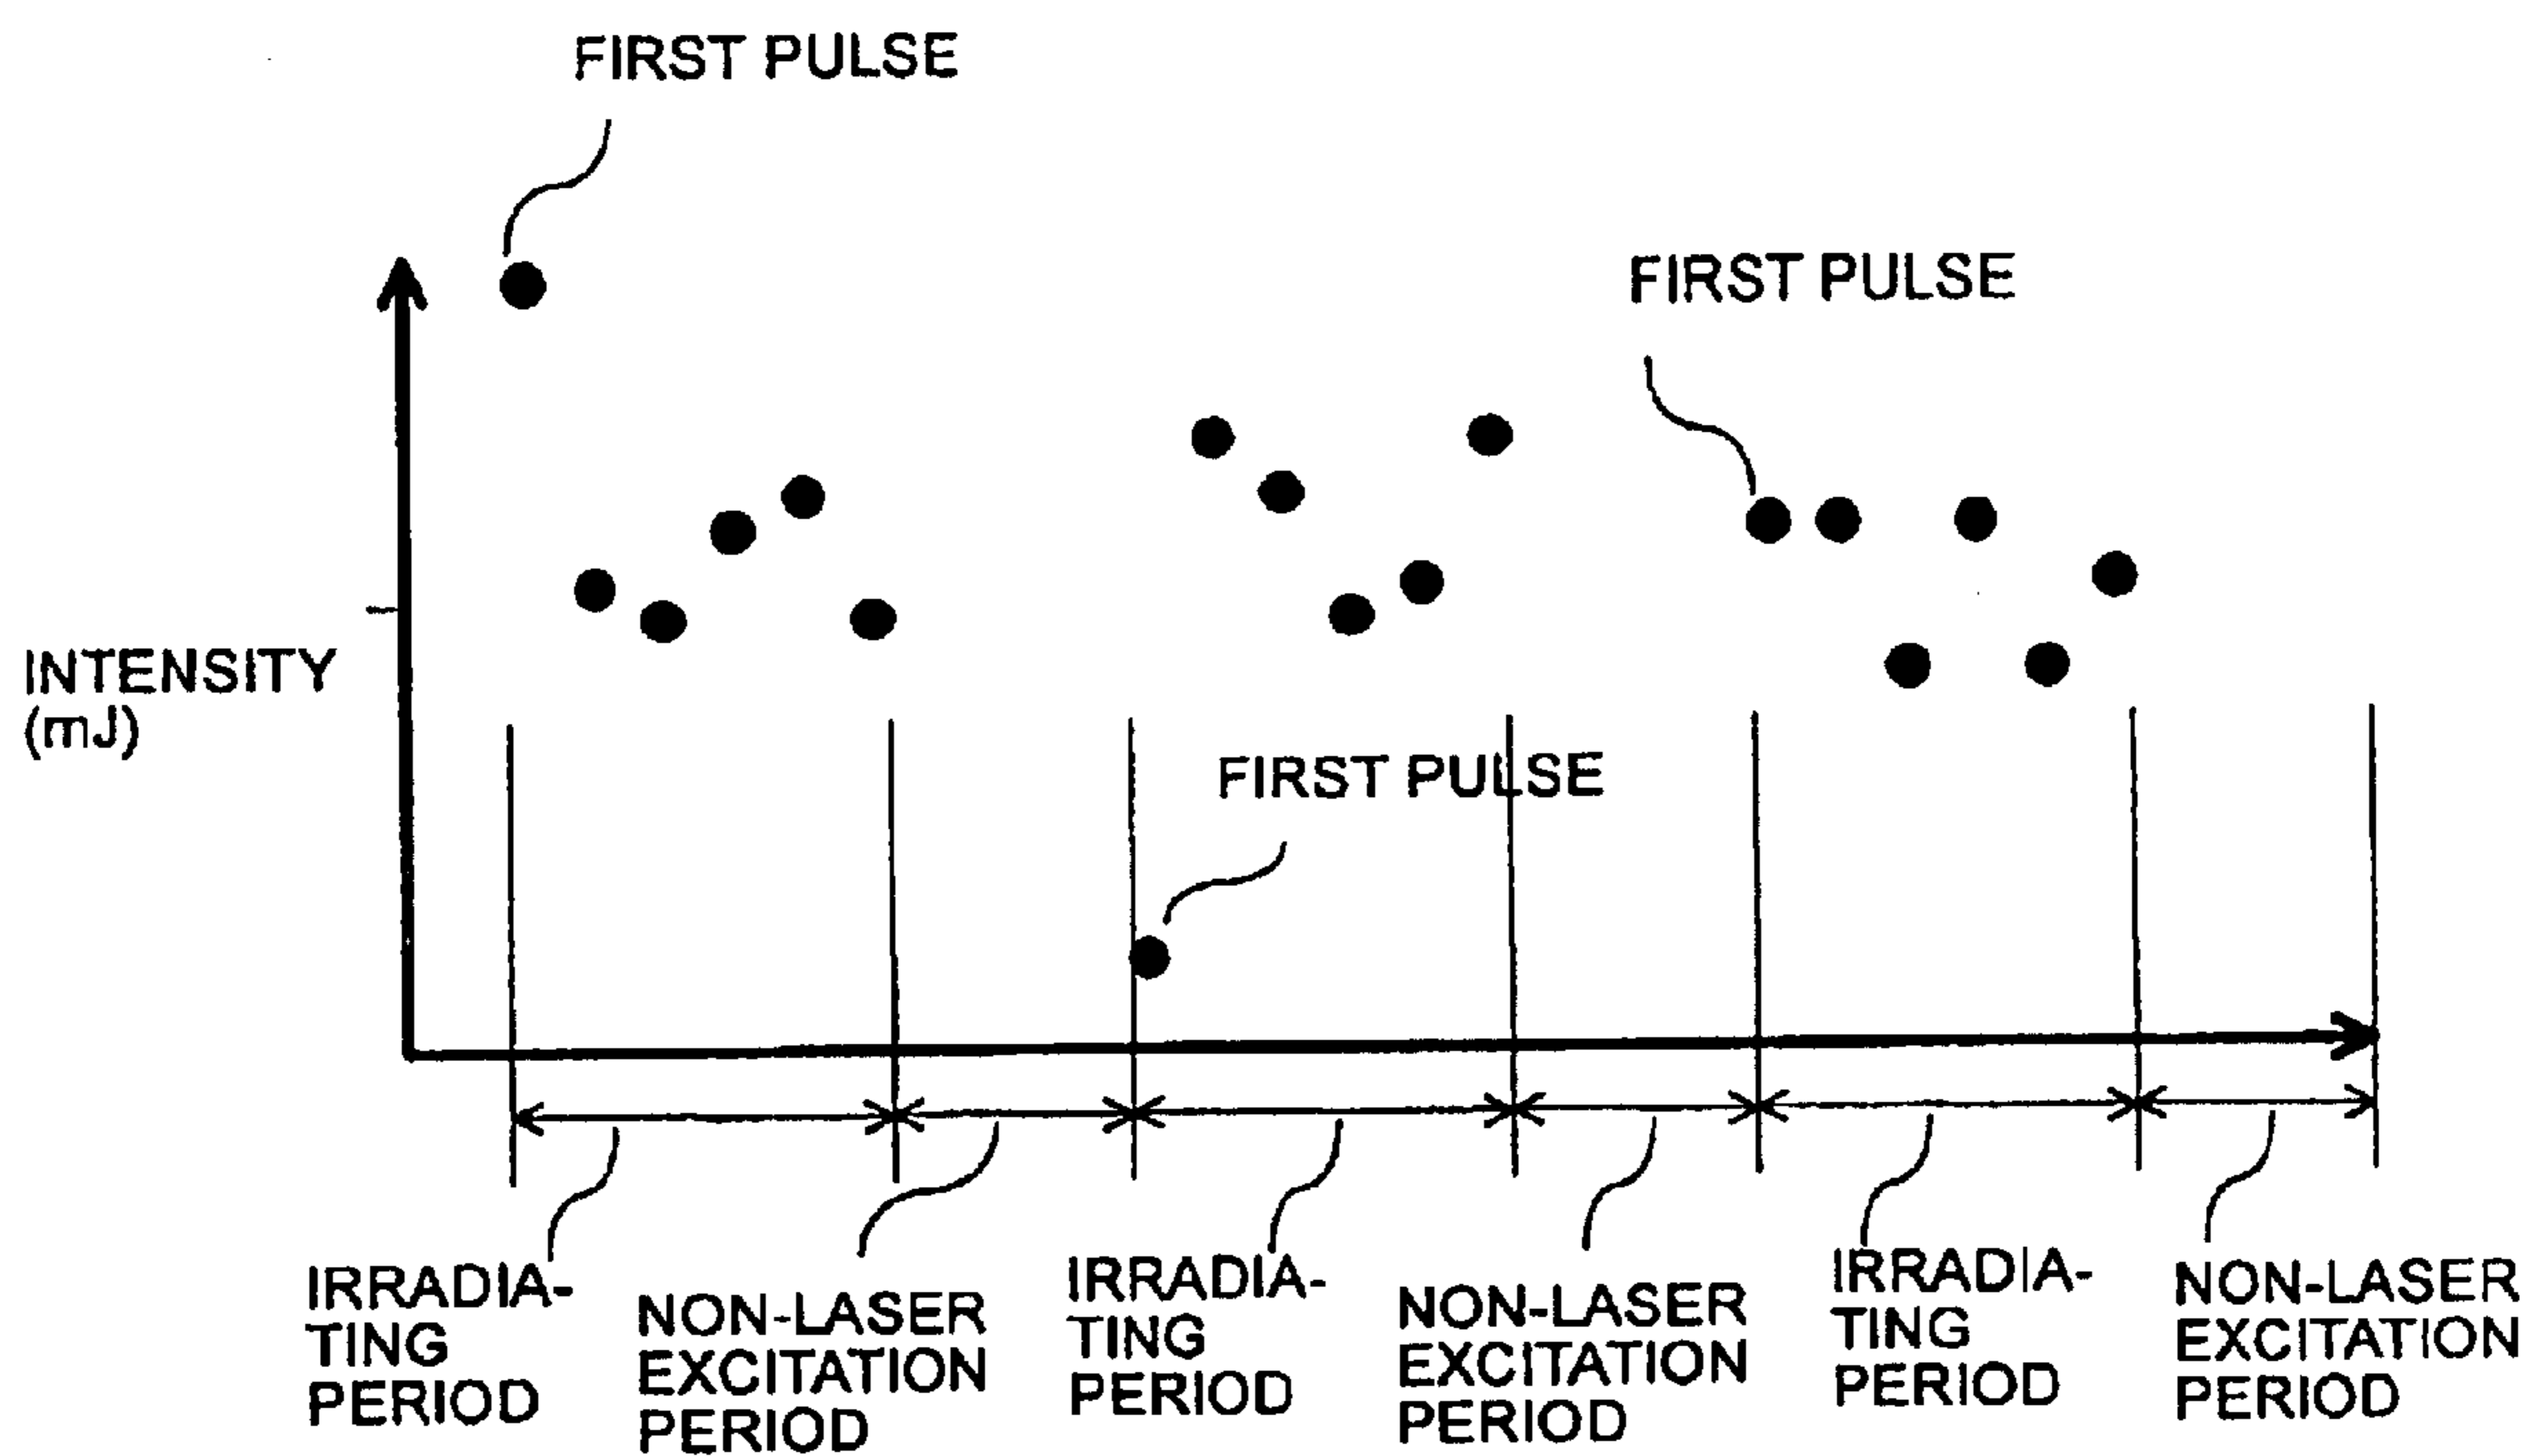 FIRST PULSE
FIRST PULSE
INTENSITY
(mJ)
FIRST PULSE
IRRADIA-
TING
PERIOD
NON-LASER
EXCITATION
PERIOD
IRRADIA-
TING
PERIOD
NON-LASER
EXCITATION
PERIOD
IRRADIA-
TING
PERIOD
NON-LASER
EXCITATION
PERIOD